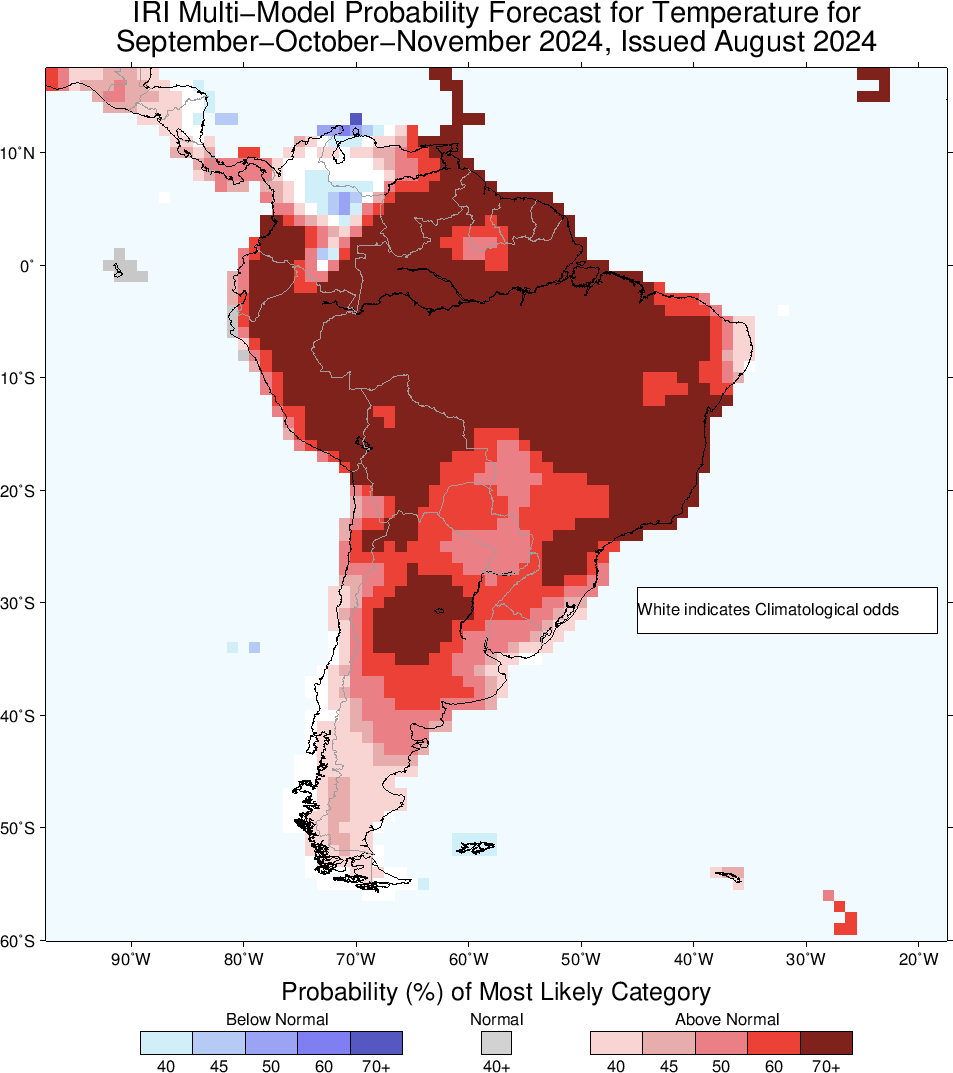 IRI Multi−Model Probability Forecast for Temperature for
September−October−November 2024, Issued August 2024
10˚N
0˚
10˚S
20˚S
30˚S
White indicates Climatological odds
40˚S
50˚S
60˚S
90˚W 80˚W 70˚W 60˚W 50˚W 40˚W 30˚W 20˚W
Probability (%) of Most Likely Category
Below Normal Normal Above Normal
40 45 50 60 70+ 40+ 40 45 50 60 70+